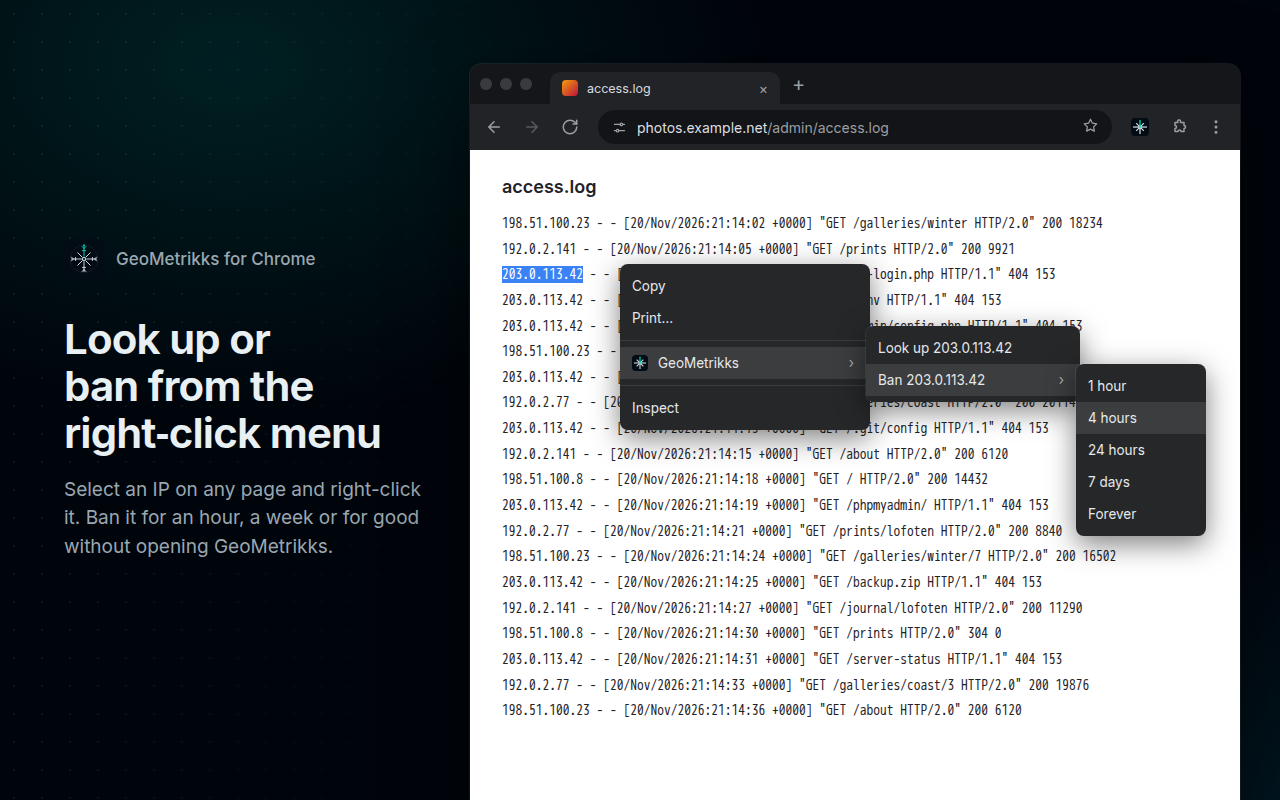 GeoMetrikks for Chrome
Look up or
ban from the
right-click menu
Select an IP on any page and right-click
it. Ban it for an hour, a week or for good
without opening GeoMetrikks.
access.log
photos.example.net/admin/access.log
access.log
198.51.100.23 - - [20/Nov/2026:21:14:02 +0000] "GET /galleries/winter HTTP/2.0" 200 18234
192.0.2.141 - - [20/Nov/2026:21:14:05 +0000] "GET /prints HTTP/2.0" 200 9921
203.0.113.42 - - [ -login.php HTTP/1.1" 404 153
203.0.113.42 - - HTTP/1.1" 404 153
203.0.113.42 - - HTTP/1.1" 404 153
198.51.100.23 - -
203.0.113.42 - -
192.0.2.77 - - [20 HTTP/2.0"
203.0.113.42 - - /.git/config HTTP/1.1" 404 153
192.0.2.141 - - [20/Nov/2026:21:14:15 +0000] "GET /about HTTP/2.0" 200 6120
198.51.100.8 - - [20/Nov/2026:21:14:18 +0000] "GET / HTTP/2.0" 200 14432
203.0.113.42 - - [20/Nov/2026:21:14:19 +0000] "GET /phpmyadmin/ HTTP/1.1" 404 153
192.0.2.77 - - [20/Nov/2026:21:14:21 +0000] "GET /prints/lofoten HTTP/2.0" 200 8840
198.51.100.23 - - [20/Nov/2026:21:14:24 +0000] "GET /galleries/winter/7 HTTP/2.0" 200 16502
203.0.113.42 - - [20/Nov/2026:21:14:25 +0000] "GET /backup.zip HTTP/1.1" 404 153
192.0.2.141 - - [20/Nov/2026:21:14:27 +0000] "GET /journal/lofoten HTTP/2.0" 200 11290
198.51.100.8 - - [20/Nov/2026:21:14:30 +0000] "GET /prints HTTP/2.0" 304 0
203.0.113.42 - - [20/Nov/2026:21:14:31 +0000] "GET /server-status HTTP/1.1" 404 153
192.0.2.77 - - [20/Nov/2026:21:14:33 +0000] "GET /galleries/coast/3 HTTP/2.0" 200 19876
198.51.100.23 - - [20/Nov/2026:21:14:36 +0000] "GET /about HTTP/2.0" 200 6120
Copy
Print...
GeoMetrikks
Inspect
Look up 203.0.113.42
Ban 203.0.113.42
1 hour
4 hours
24 hours
7 days
Forever